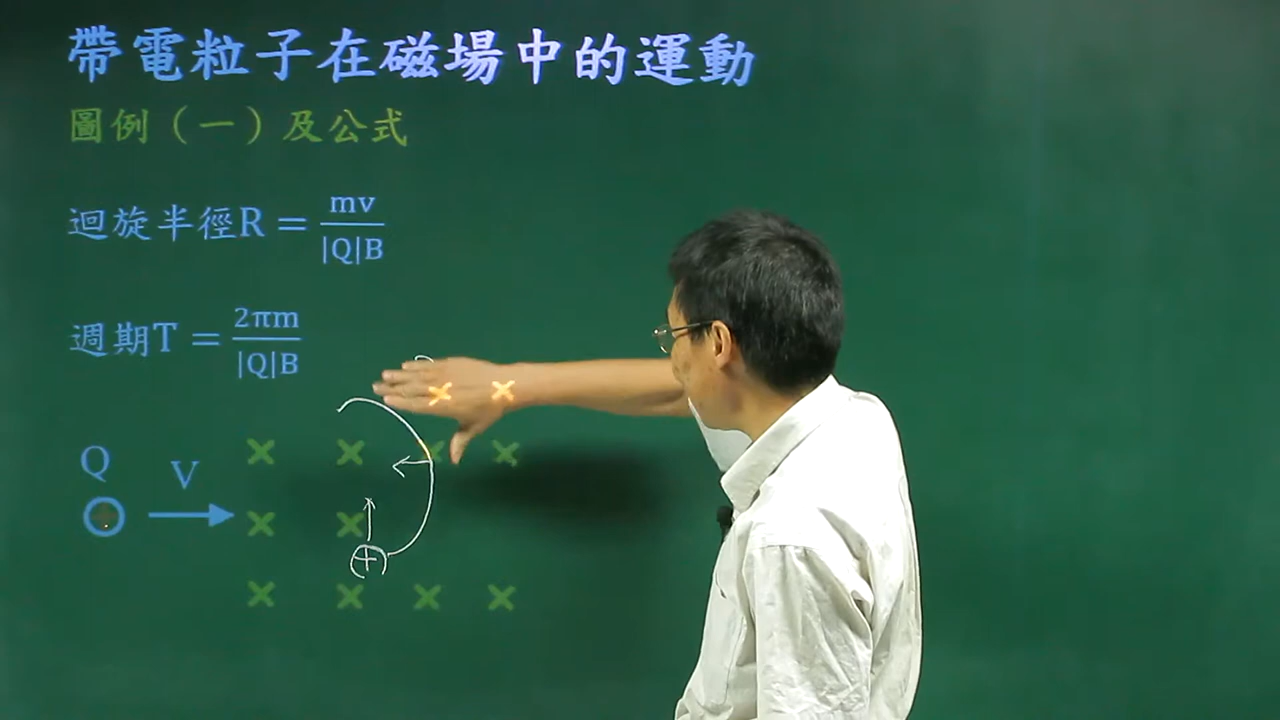 帶電粒子在磁場中的運動
圖例（一）及公式
迴旋半徑R = mv/|Q|B
週期T = 2πm/|Q|B
Q
V
+